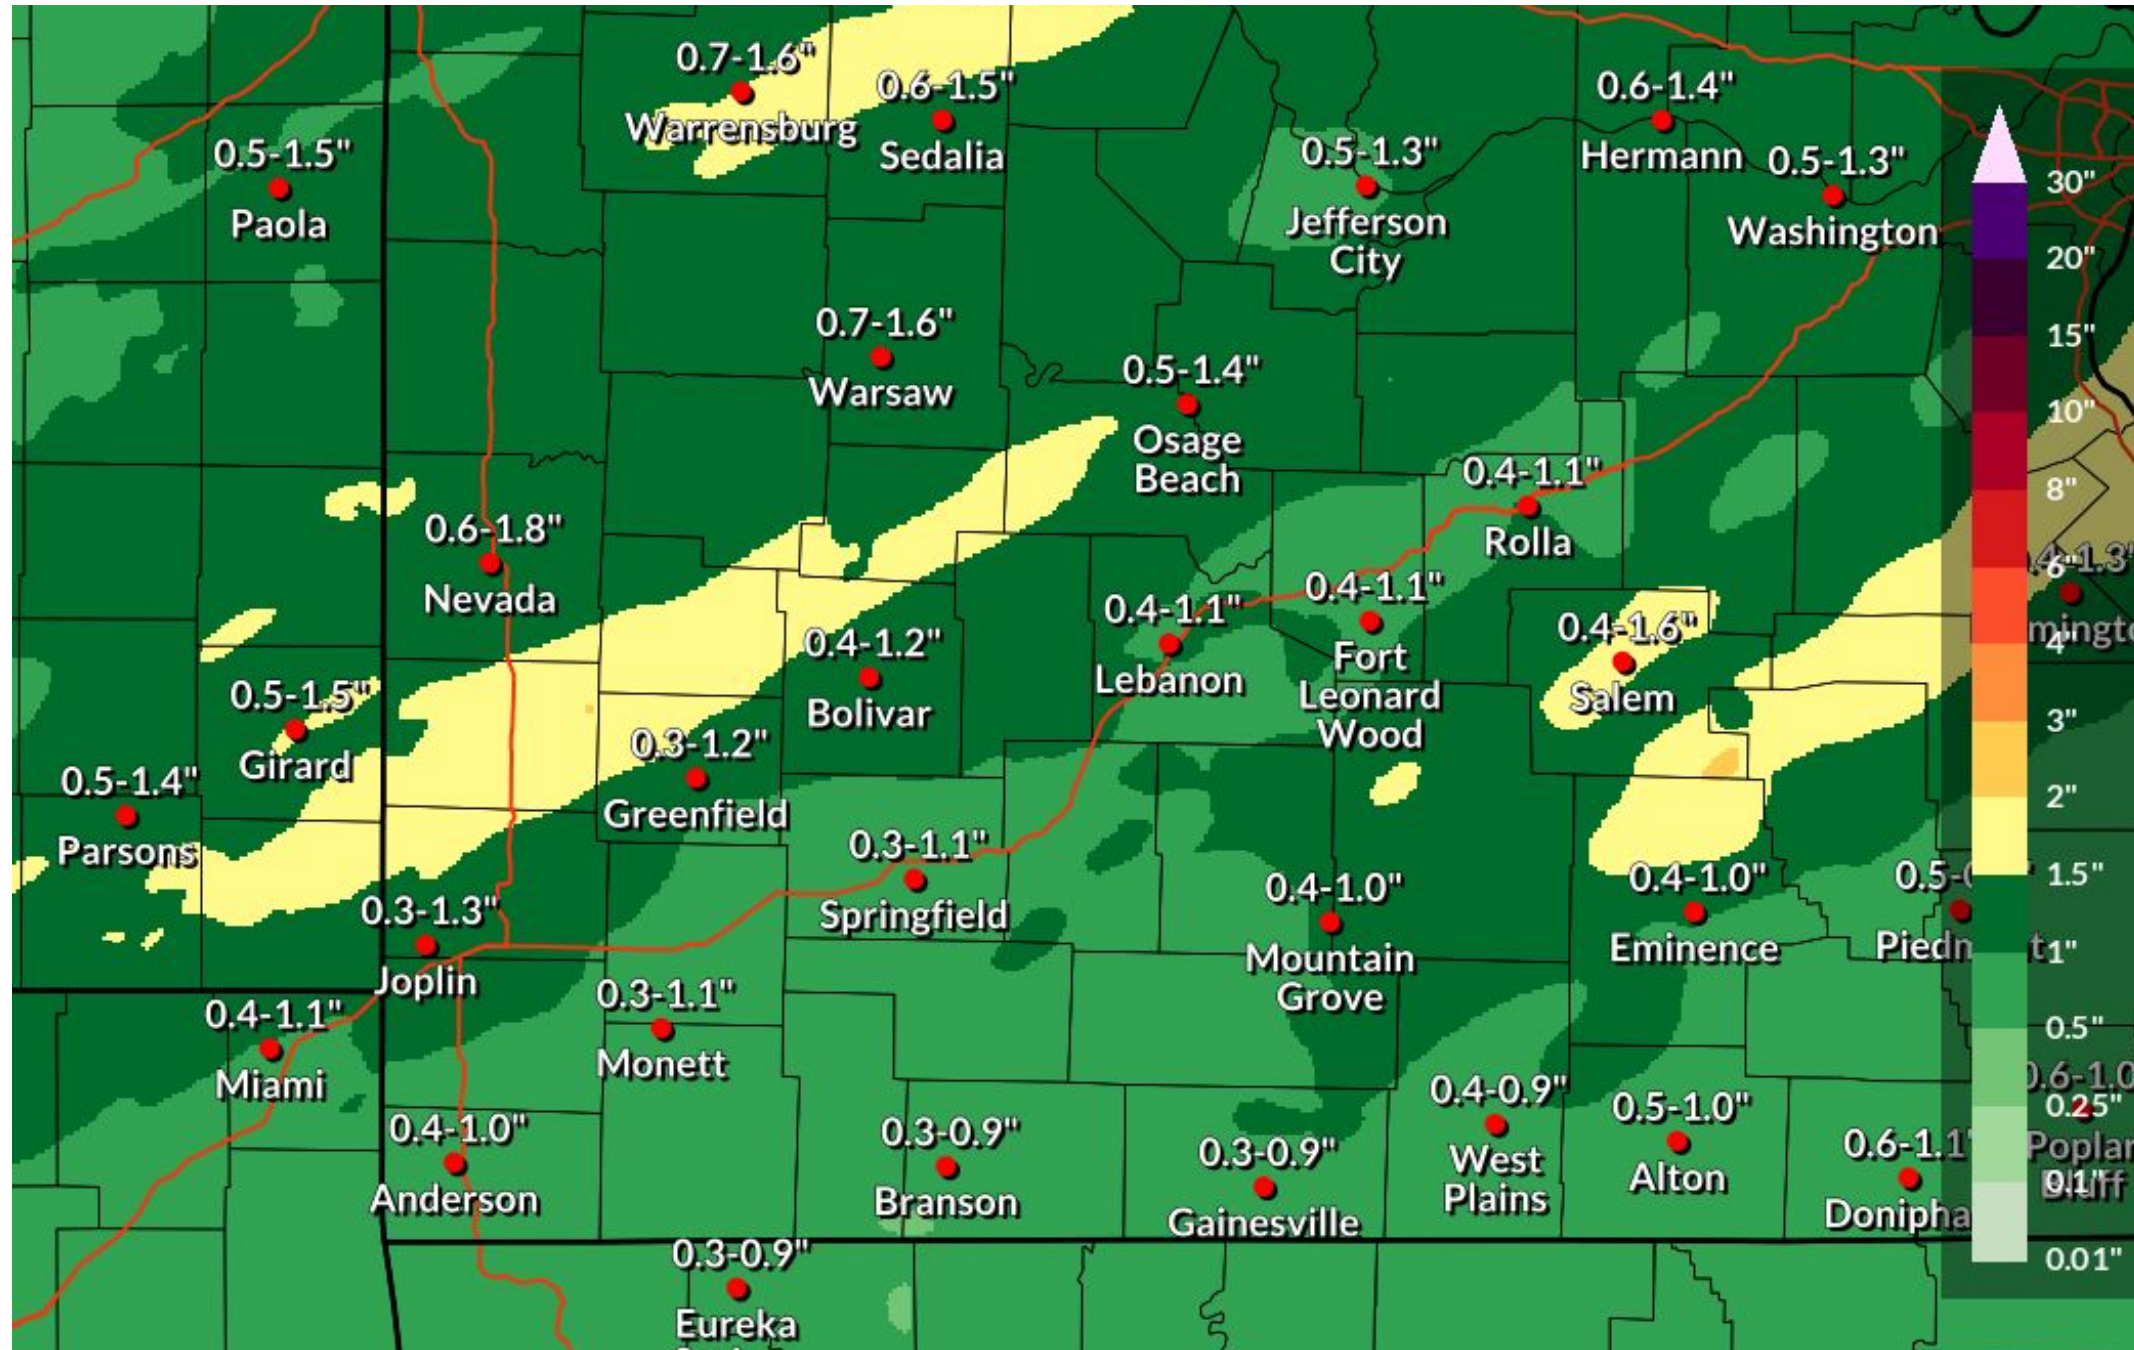 0.7-1.6"
Warrensburg
0.6-1.5"
Sedalia
0.6-1.4"
Hermann
0.5-1.5"
Paola
0.5-1.3"
Jefferson
City
0.5-1.3"
Washington
0.7-1.6"
Warsaw
0.5-1.4"
Osage
Beach
0.4-1.1"
Rolla
0.6-1.8"
Nevada
0.4-1.2"
Bolivar
0.4-1.1"
Lebanon
0.4-1.1"
Fort
Leonard
Wood
0.4-1.6"
Salem
0.5-1.5"
Girard
0.3-1.2"
Greenfield
0.5-1.4"
Parsons
0.3-1.1"
Springfield
0.4-1.0"
Mountain
Grove
0.4-1.0"
Eminence
0.3-1.3"
Joplin
0.4-1.1"
Miami
0.3-1.1"
Monett
0.4-1.0"
Anderson
0.3-0.9"
Branson
0.3-0.9"
Gainesville
0.4-0.9"
West
Plains
0.5-1.0"
Alton
0.6-1.1"
Donipha
0.3-0.9"
Eureka
Poplar
Bluff
30"
20"
15"
10"
8"
6"
4"
3"
2"
1.5"
1"
0.5"
0.25"
0.1"
0.01"